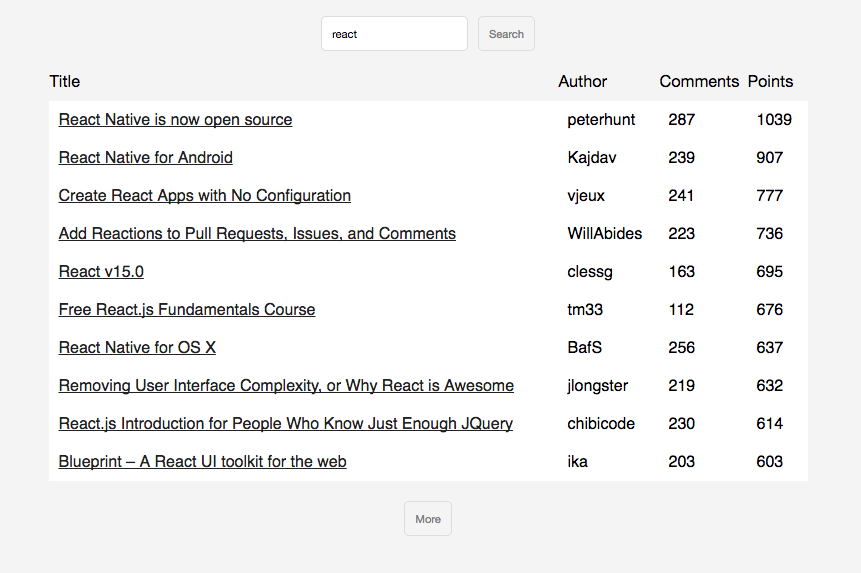 react Search
Title Author Comments Points
React Native is now open source peterhunt 287 1039
React Native for Android Kajdav 239 907
Create React Apps with No Configuration vjeux 241 777
Add Reactions to Pull Requests, Issues, and Comments WillAbides 223 736
React v15.0 clessg 163 695
Free React.js Fundamentals Course tm33 112 676
React Native for OS X BafS 256 637
Removing User Interface Complexity, or Why React is Awesome jlongster 219 632
React.js Introduction for People Who Know Just Enough JQuery chibicode 230 614
Blueprint – A React UI toolkit for the web ika 203 603
More